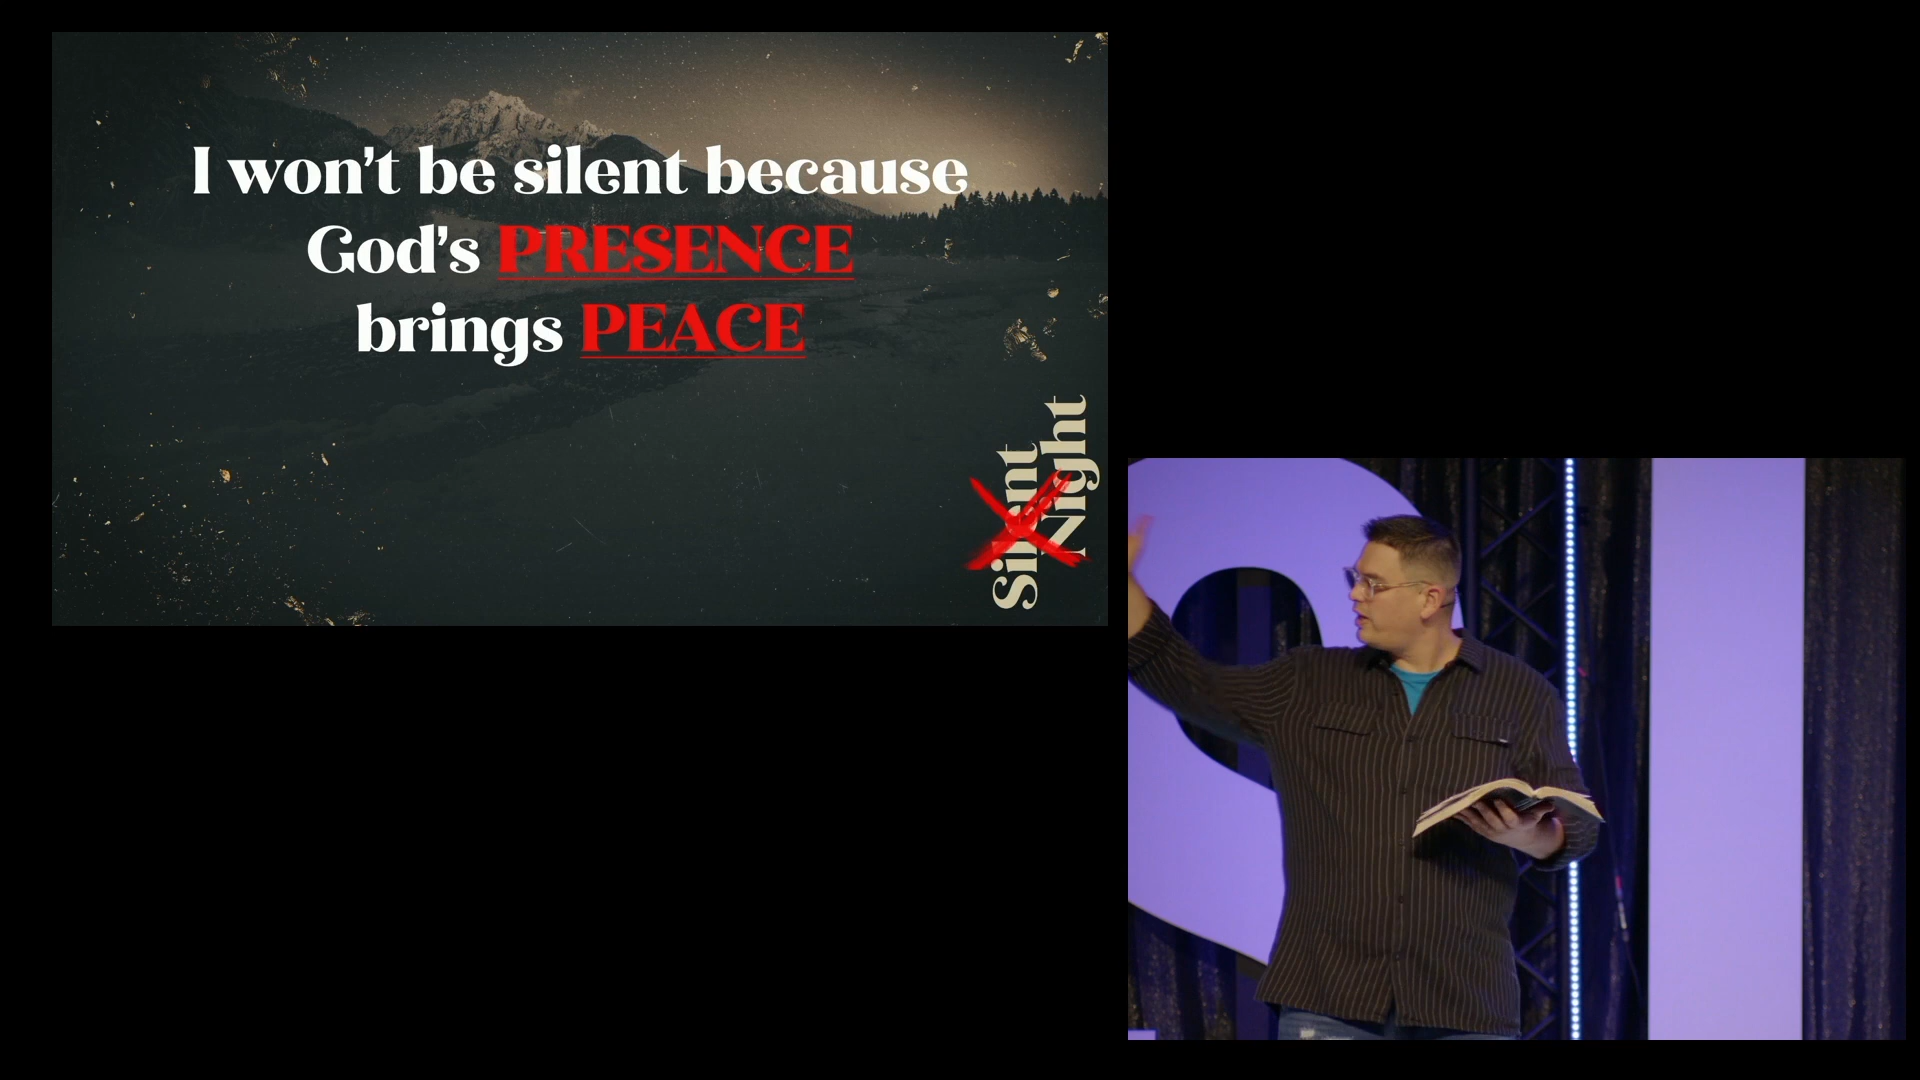 I won't be silent because
God's PRESENCE
brings PEACE
Silent
Night